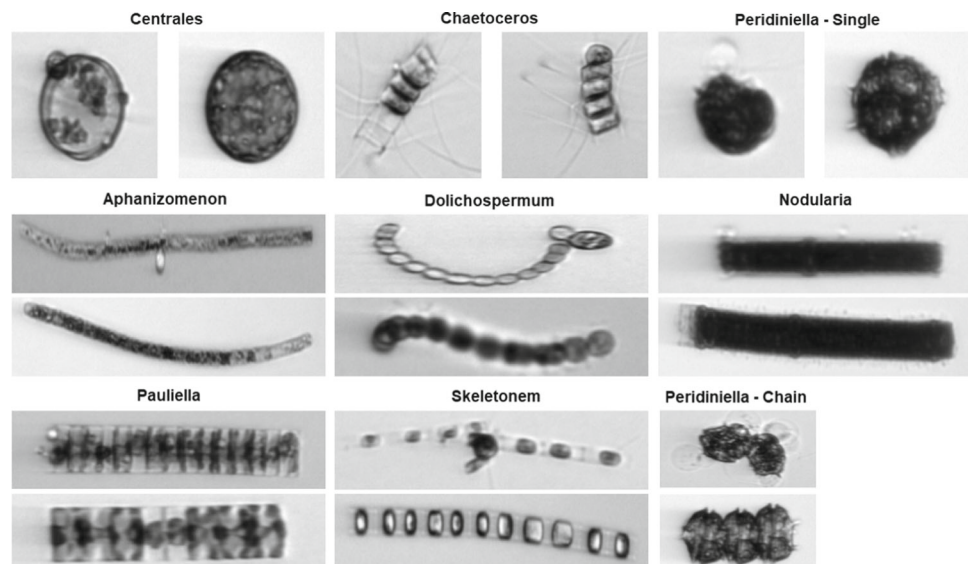 Centrales
Chaetoceros
Peridiniella - Single
Aphanizomenon
Dolichospermum
Nodularia
Pauliella
Skeletonem
Peridiniella - Chain